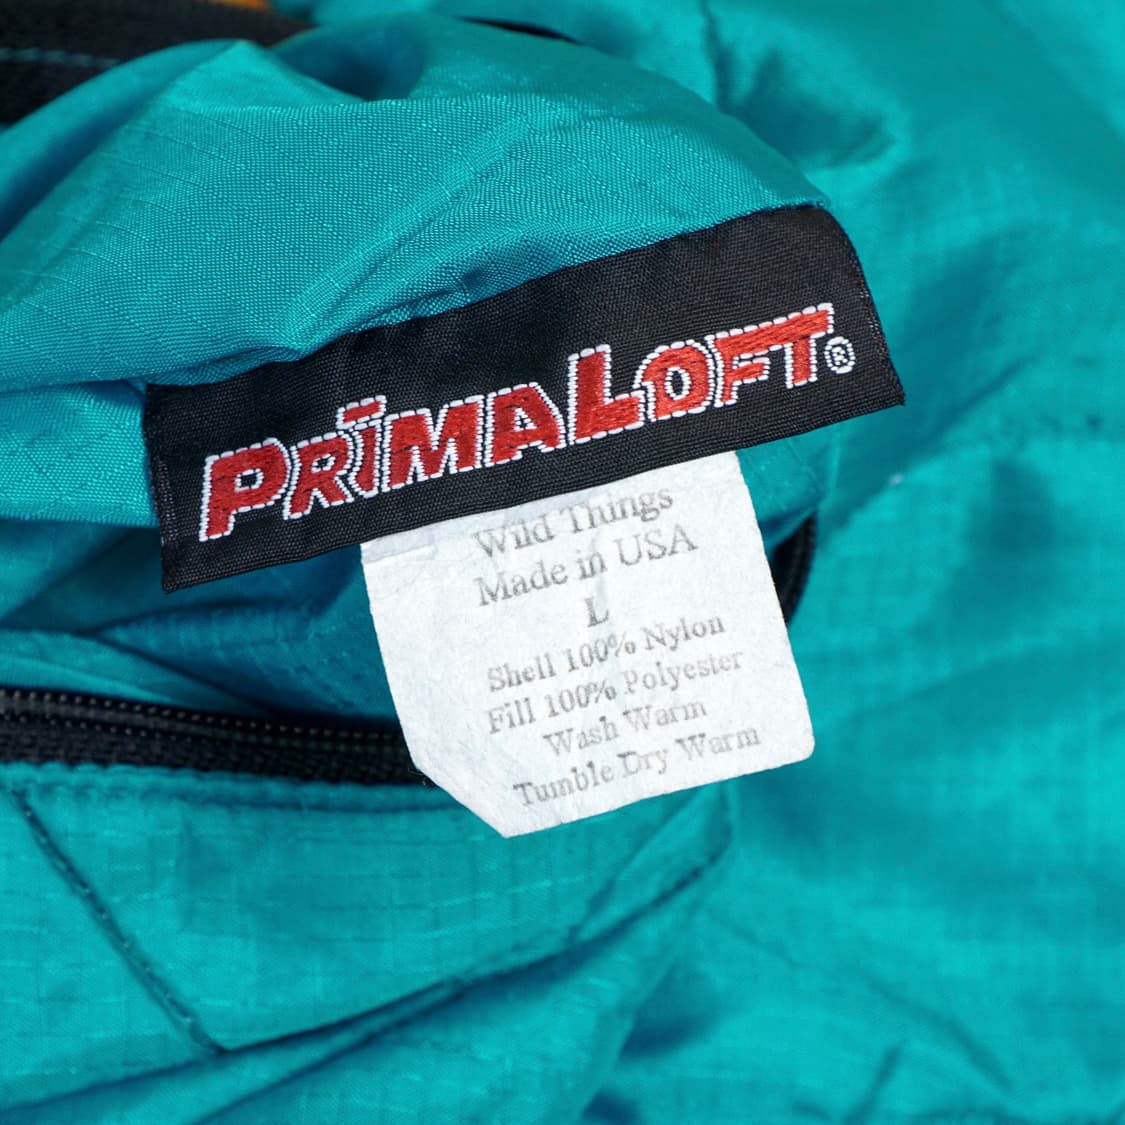 PRIMALOFT®
Wild Things
Made in USA
L
Shell 100% Nylon
Fill 100% Polyester
Wash Warm
Tumble Dry Warm